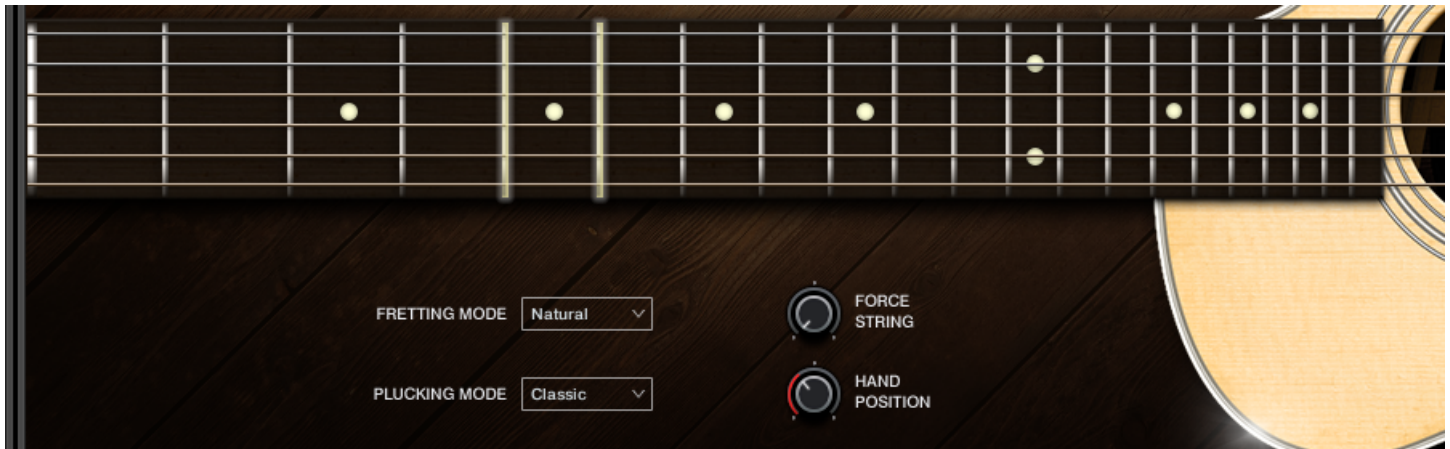 FRETTING MODE Natural
FORCE
STRING
PLUCKING MODE Classic
HAND
POSITION